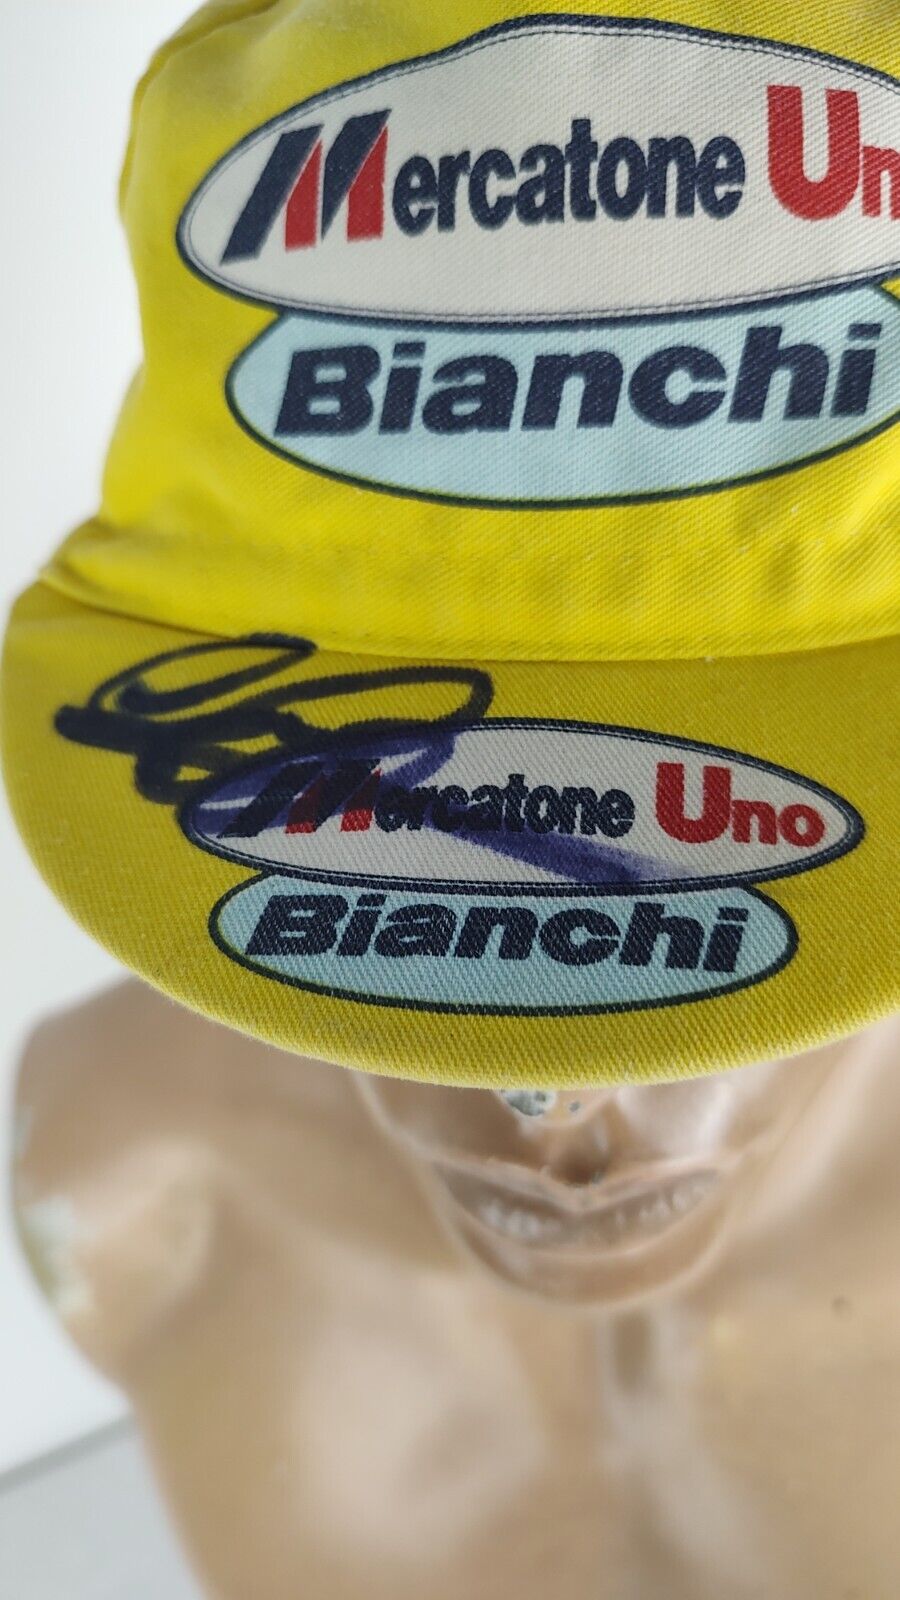 Mercatone Un
Bianchi
Mercatone Uno
Bianchi